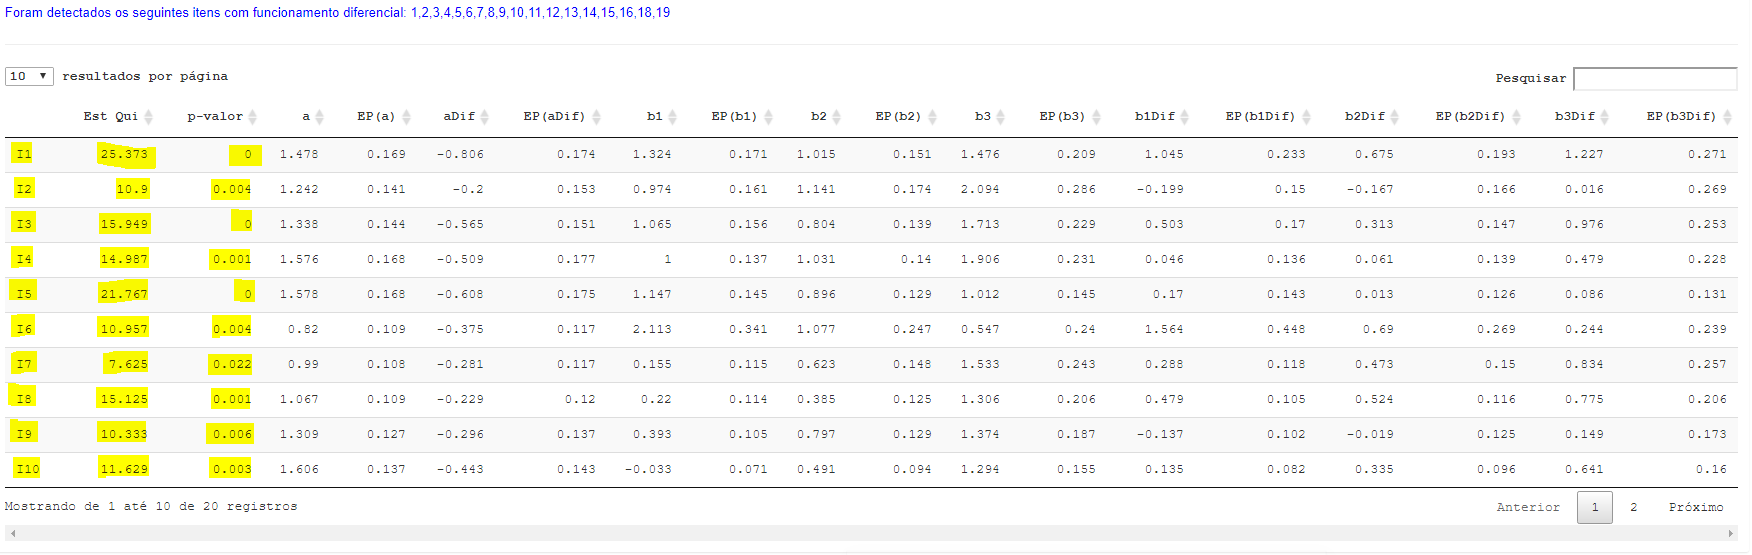 Foram detectados os seguintes itens com funcionamento diferencial: 1,2,3,4,5,6,7,8,9,10,11,12,13,14,15,16,18,19
10 resultados por página Pesquisar
Est Qui p-valor a EP(a) aDif EP(aDif) b1 EP(b1) b2 EP(b2) b3 EP(b3) b1Dif EP(b1Dif) b2Dif EP(b2Dif) b3Dif EP(b3Dif)
I1 25.373 0 1.478 0.169 -0.806 0.174 1.324 0.171 1.015 0.151 1.476 0.209 1.045 0.233 0.675 0.193 1.227 0.271
I2 10.9 0.004 1.242 0.141 -0.2 0.153 0.974 0.161 1.141 0.174 2.094 0.286 -0.199 0.15 -0.167 0.166 0.016 0.269
I3 15.949 0 1.338 0.144 -0.565 0.151 1.065 0.156 0.804 0.139 1.713 0.229 0.503 0.17 0.313 0.147 0.976 0.253
I4 14.987 0.001 1.576 0.168 -0.509 0.177 1 0.137 1.031 0.14 1.906 0.231 0.046 0.136 0.061 0.139 0.479 0.228
I5 21.767 0 1.578 0.168 -0.608 0.175 1.147 0.145 0.896 0.129 1.012 0.145 0.17 0.143 0.013 0.126 0.086 0.131
I6 10.957 0.004 0.82 0.109 -0.375 0.117 2.113 0.341 1.077 0.247 0.547 0.24 1.564 0.448 0.69 0.269 0.244 0.239
I7 7.625 0.022 0.99 0.108 -0.281 0.117 0.155 0.115 0.623 0.148 1.533 0.243 0.288 0.118 0.473 0.15 0.834 0.257
I8 15.125 0.001 1.067 0.109 -0.229 0.12 0.22 0.114 0.385 0.125 1.306 0.206 0.479 0.105 0.524 0.116 0.775 0.206
I9 10.333 0.006 1.309 0.127 -0.296 0.137 0.393 0.105 0.797 0.129 1.374 0.187 -0.137 0.102 -0.019 0.125 0.149 0.173
I10 11.629 0.003 1.606 0.137 -0.443 0.143 -0.033 0.071 0.491 0.094 1.294 0.155 0.135 0.082 0.335 0.096 0.641 0.16
Mostrando de 1 até 10 de 20 registros Anterior 1 2 Próximo